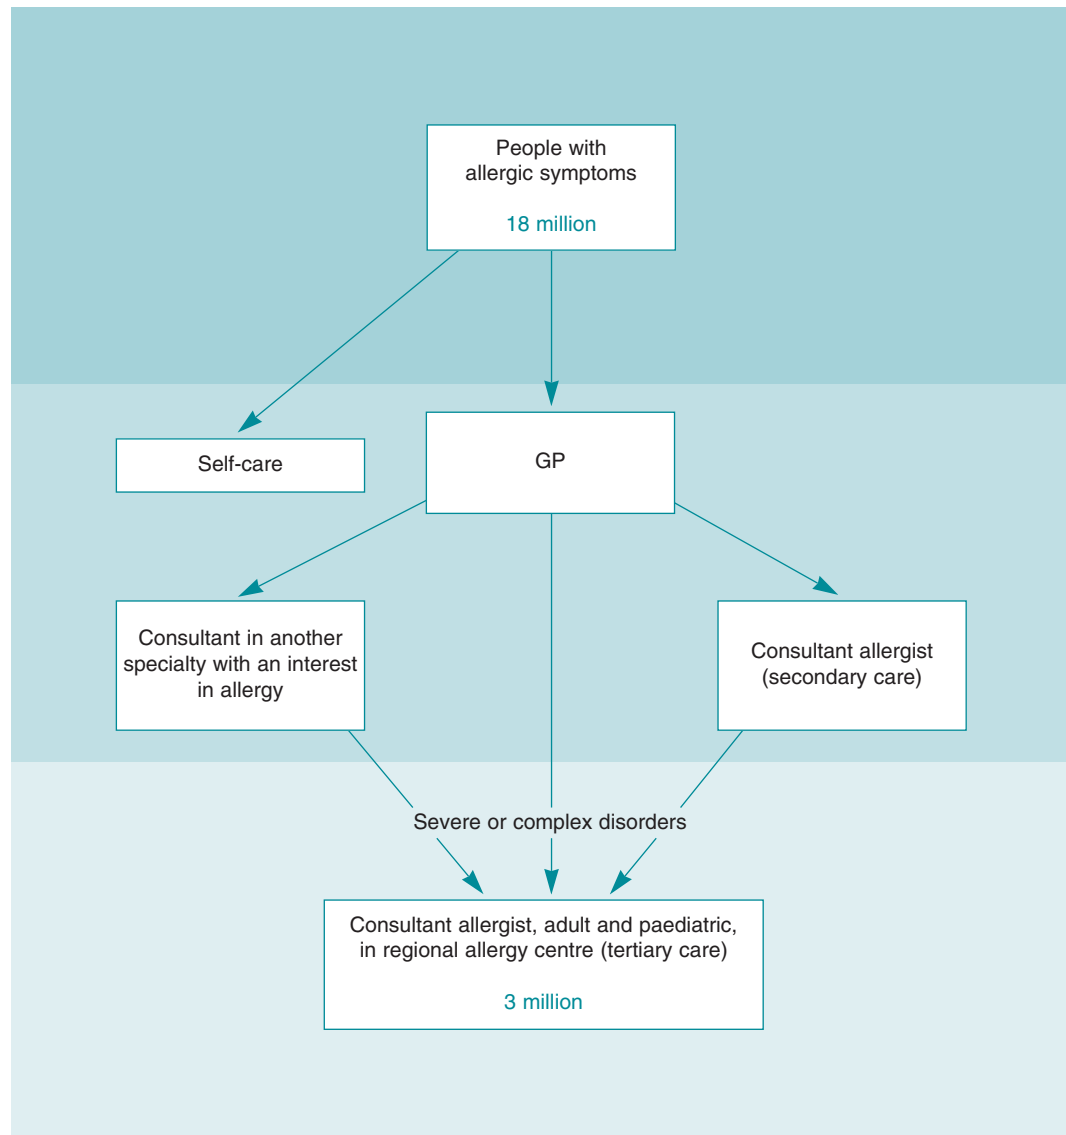 People with
allergic symptoms
18 million
Self-care
GP
Consultant in another
specialty with an interest
in allergy
Consultant allergist
(secondary care)
Severe or complex disorders
Consultant allergist, adult and paediatric,
in regional allergy centre (tertiary care)
3 million